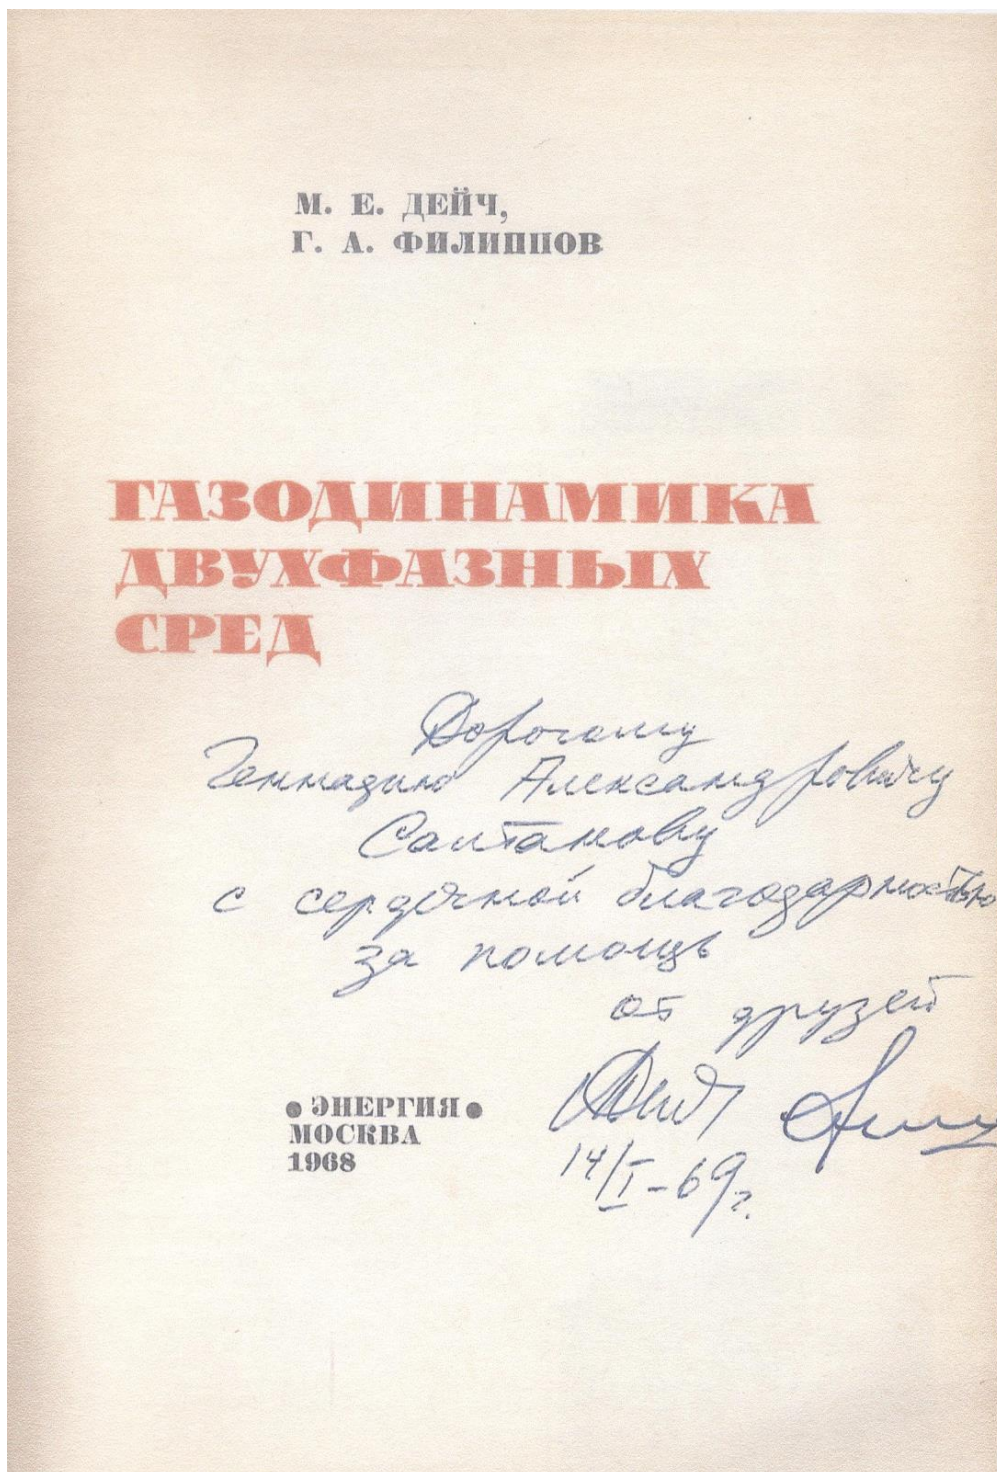 М. Е. ДЕЙЧ,
Г. А. ФИЛИППОВ
ГАЗОДИНАМИКА
ДВУХФАЗНЫХ
СРЕД
Дорогому
Геннадию Александровичу
Салтанову
с сердечной благодарностью
за помощь
от друзей
14/I-69г.
• ЭНЕРГИЯ •
МОСКВА
1968